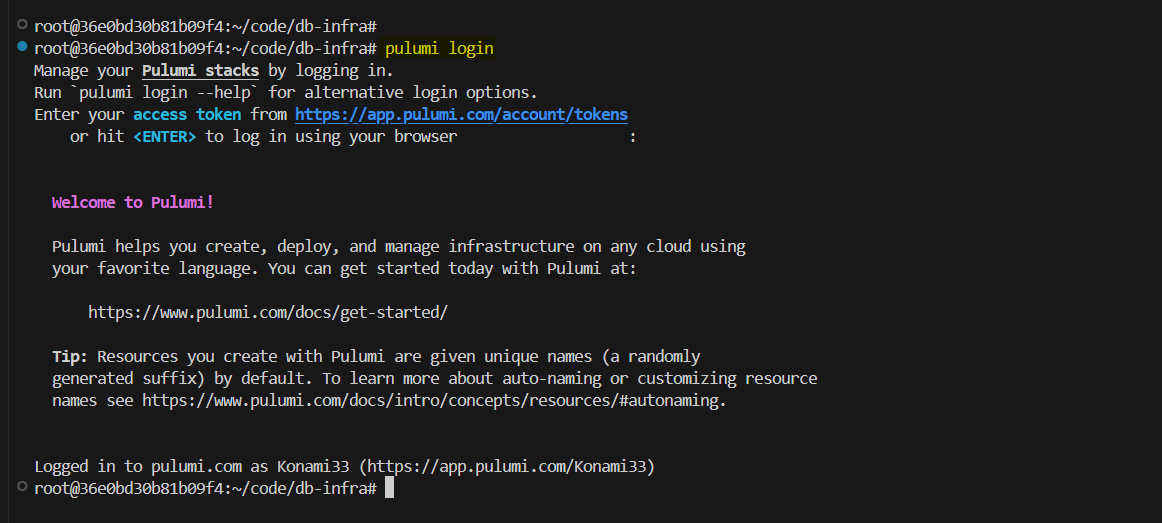 root@36e0bd30b81b09f4:~/code/db-infra#
root@36e0bd30b81b09f4:~/code/db-infra# pulumi login
Manage your Pulumi stacks by logging in.
Run `pulumi login --help` for alternative login options.
Enter your access token from https://app.pulumi.com/account/tokens
or hit <ENTER> to log in using your browser :
Welcome to Pulumi!
Pulumi helps you create, deploy, and manage infrastructure on any cloud using
your favorite language. You can get started today with Pulumi at:
https://www.pulumi.com/docs/get-started/
Tip: Resources you create with Pulumi are given unique names (a randomly
generated suffix) by default. To learn more about auto-naming or customizing resource
names see https://www.pulumi.com/docs/intro/concepts/resources/#autonaming.
Logged in to pulumi.com as Konami33 (https://app.pulumi.com/Konami33)
root@36e0bd30b81b09f4:~/code/db-infra#